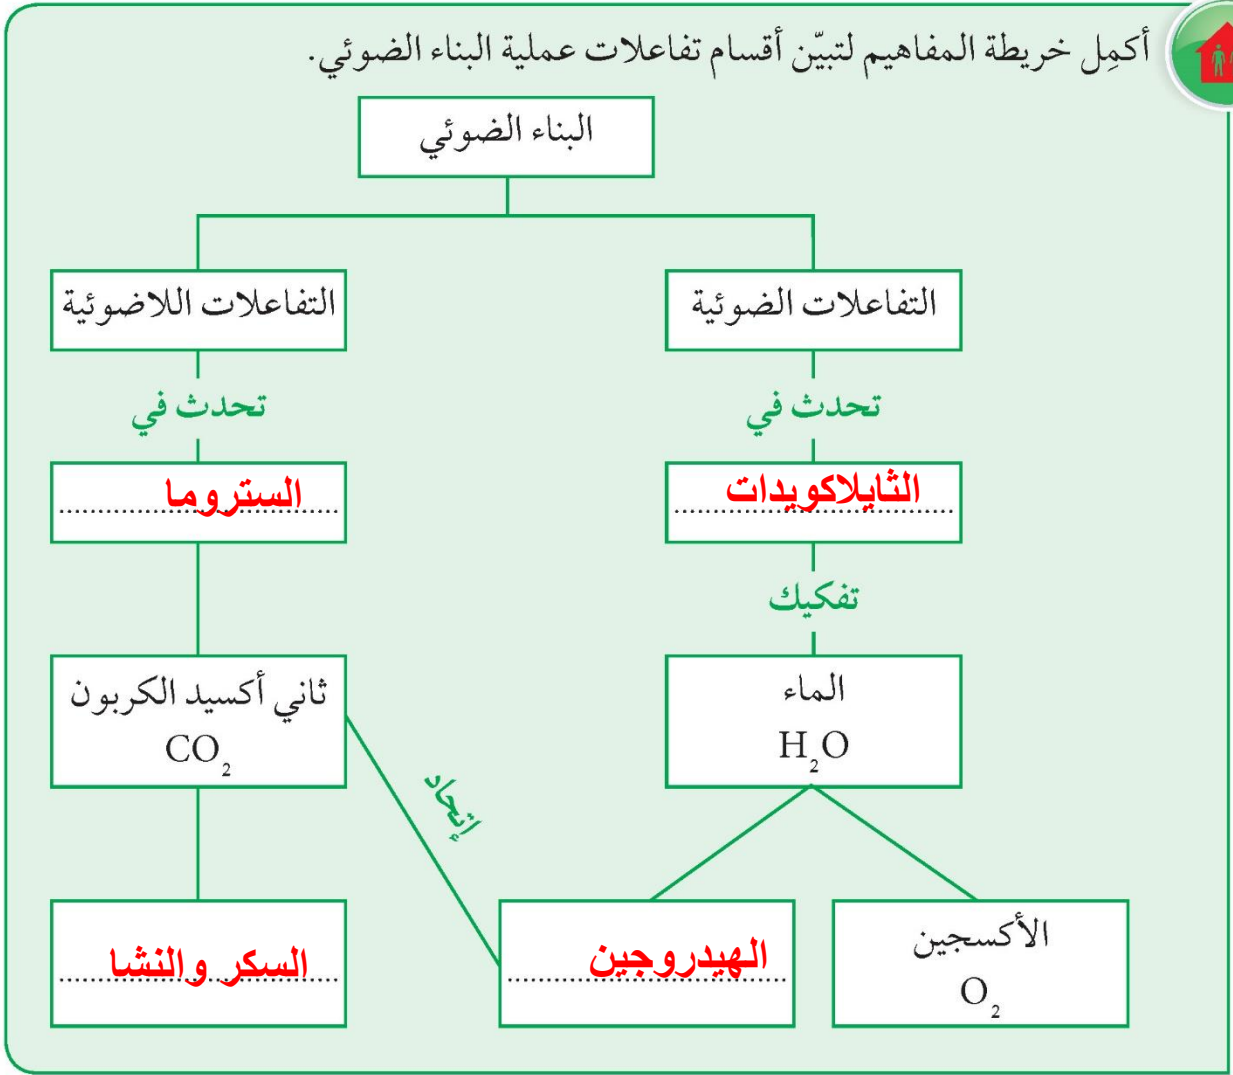 أكمِل خريطة المفاهيم لتبيّن أقسام تفاعلات عملية البناء الضوئي.
البناء الضوئي
التفاعلات الضوئية
التفاعلات اللاضوئية
تحدث في
تحدث في
الثايلاكويدات
الستروما
تفكيك
الماء
H₂O
ثاني أكسيد الكربون
CO₂
إتحاد
الأكسجين
O₂
الهيدروجين
السكر والنشا